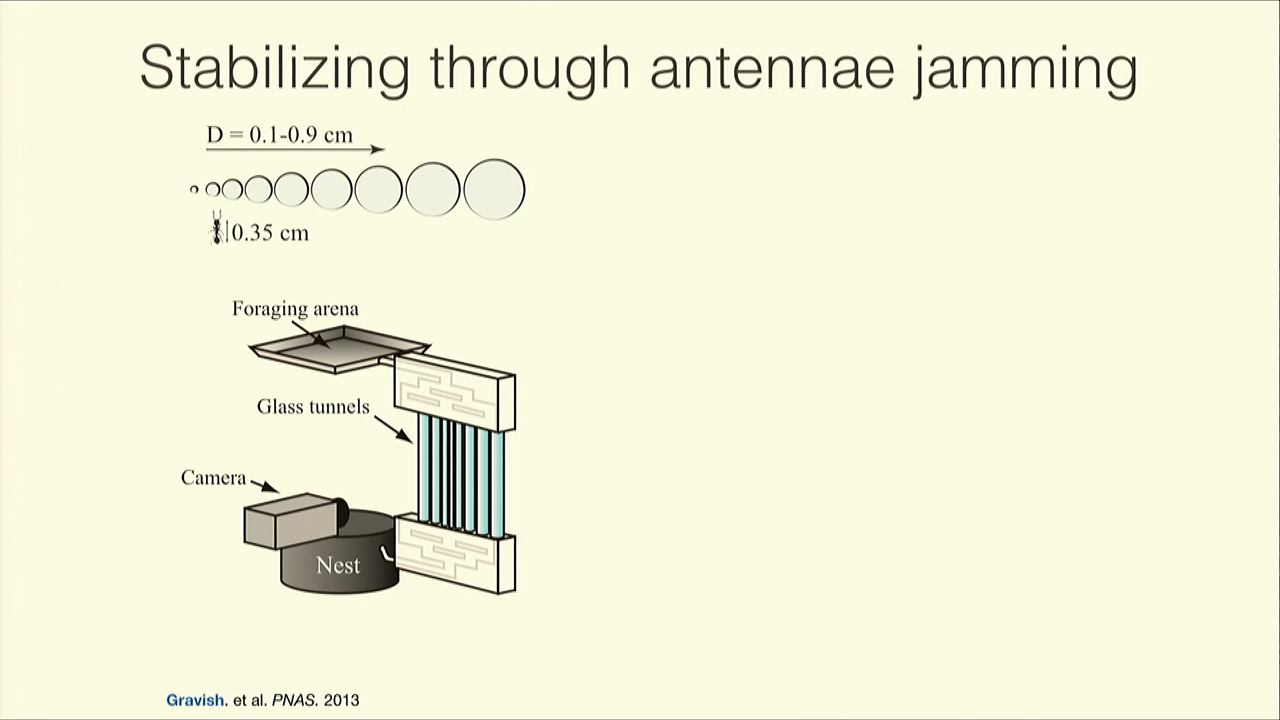 Stabilizing through antennae jamming
D = 0.1-0.9 cm
0.35 cm
Foraging arena
Glass tunnels
Camera
Nest
Gravish. et al. PNAS. 2013